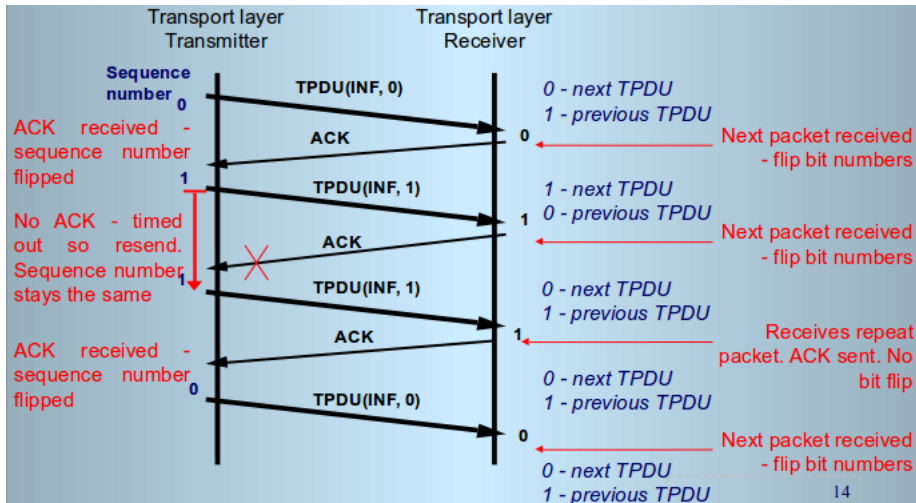 Transport layer
Transmitter
Transport layer
Receiver
Sequence
number
0
TPDU(INF, 0)
0 - next TPDU
1 - previous TPDU
ACK received -
sequence number
flipped
ACK
0
Next packet received
- flip bit numbers
1
TPDU(INF, 1)
1 - next TPDU
0 - previous TPDU
No ACK - timed
out so resend.
Sequence number
stays the same
1
ACK
1
Next packet received
- flip bit numbers
TPDU(INF, 1)
0 - next TPDU
1 - previous TPDU
ACK received -
sequence number
flipped
ACK
1
Receives repeat
packet. ACK sent. No
bit flip
0
TPDU(INF, 0)
0 - next TPDU
1 - previous TPDU
0
Next packet received
- flip bit numbers
0 - next TPDU
1 - previous TPDU
14